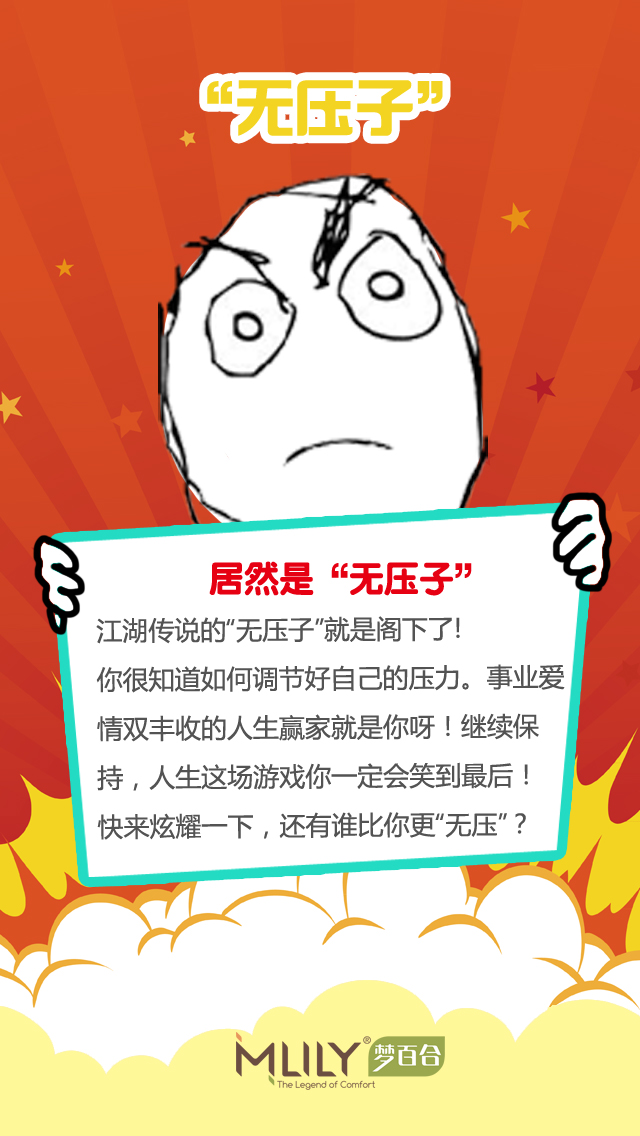 “无压子”
居然是“无压子”
江湖传说的“无压子”就是阁下了!
你很知道如何调节好自己的压力。事业爱
情双丰收的人生赢家就是你呀！继续保
持，人生这场游戏你一定会笑到最后！
快来炫耀一下，还有谁比你更“无压”？
MLILY® 梦百合
The Legend of Comfort